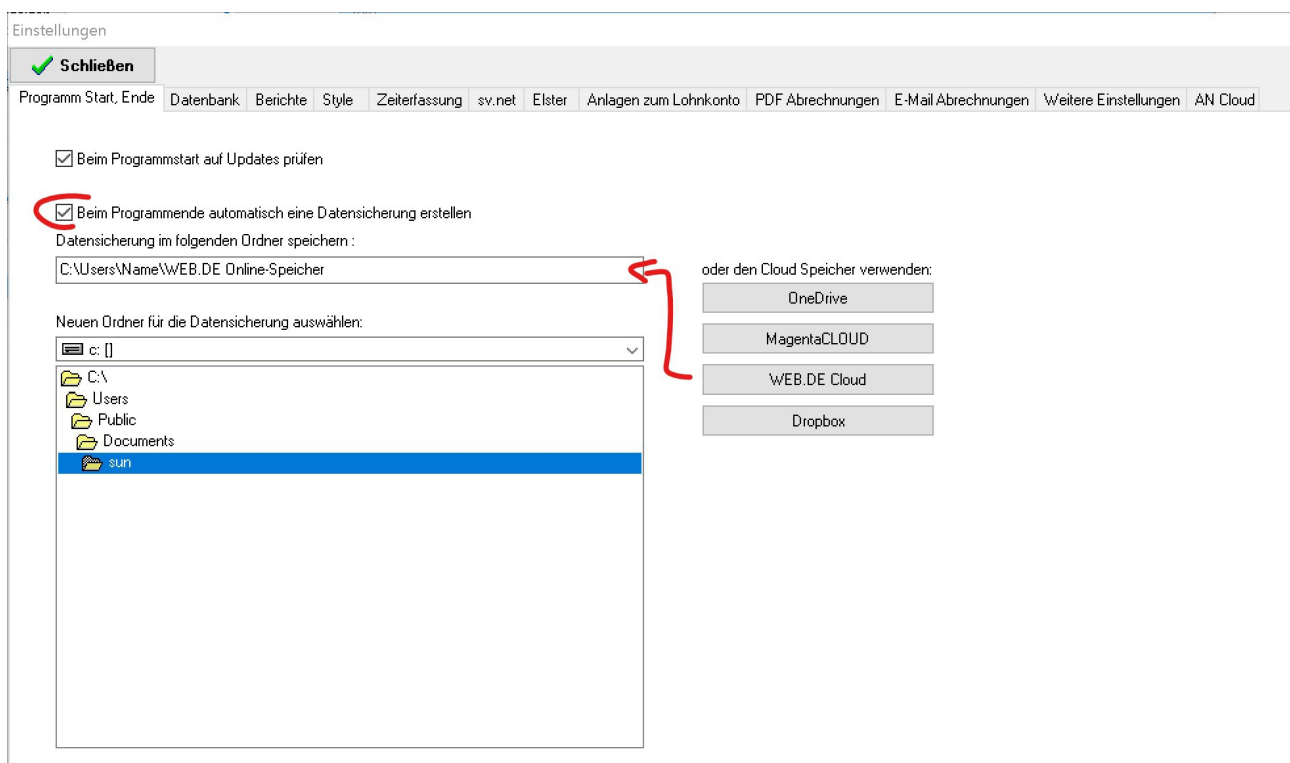 Einstellungen
Schließen
Programm Start, Ende Datenbank Berichte Style Zeiterfassung sv.net Elster Anlagen zum Lohnkonto PDF Abrechnungen E-Mail Abrechnungen Weitere Einstellungen AN Cloud
Beim Programmstart auf Updates prüfen
Beim Programmende automatisch eine Datensicherung erstellen
Datensicherung im folgenden Ordner speichern :
C:\Users\Name\WEB.DE Online-Speicher
oder den Cloud Speicher verwenden:
OneDrive
MagentaCLOUD
WEB.DE Cloud
Dropbox
Neuen Ordner für die Datensicherung auswählen:
c: []
C:\
Users
Public
Documents
sun